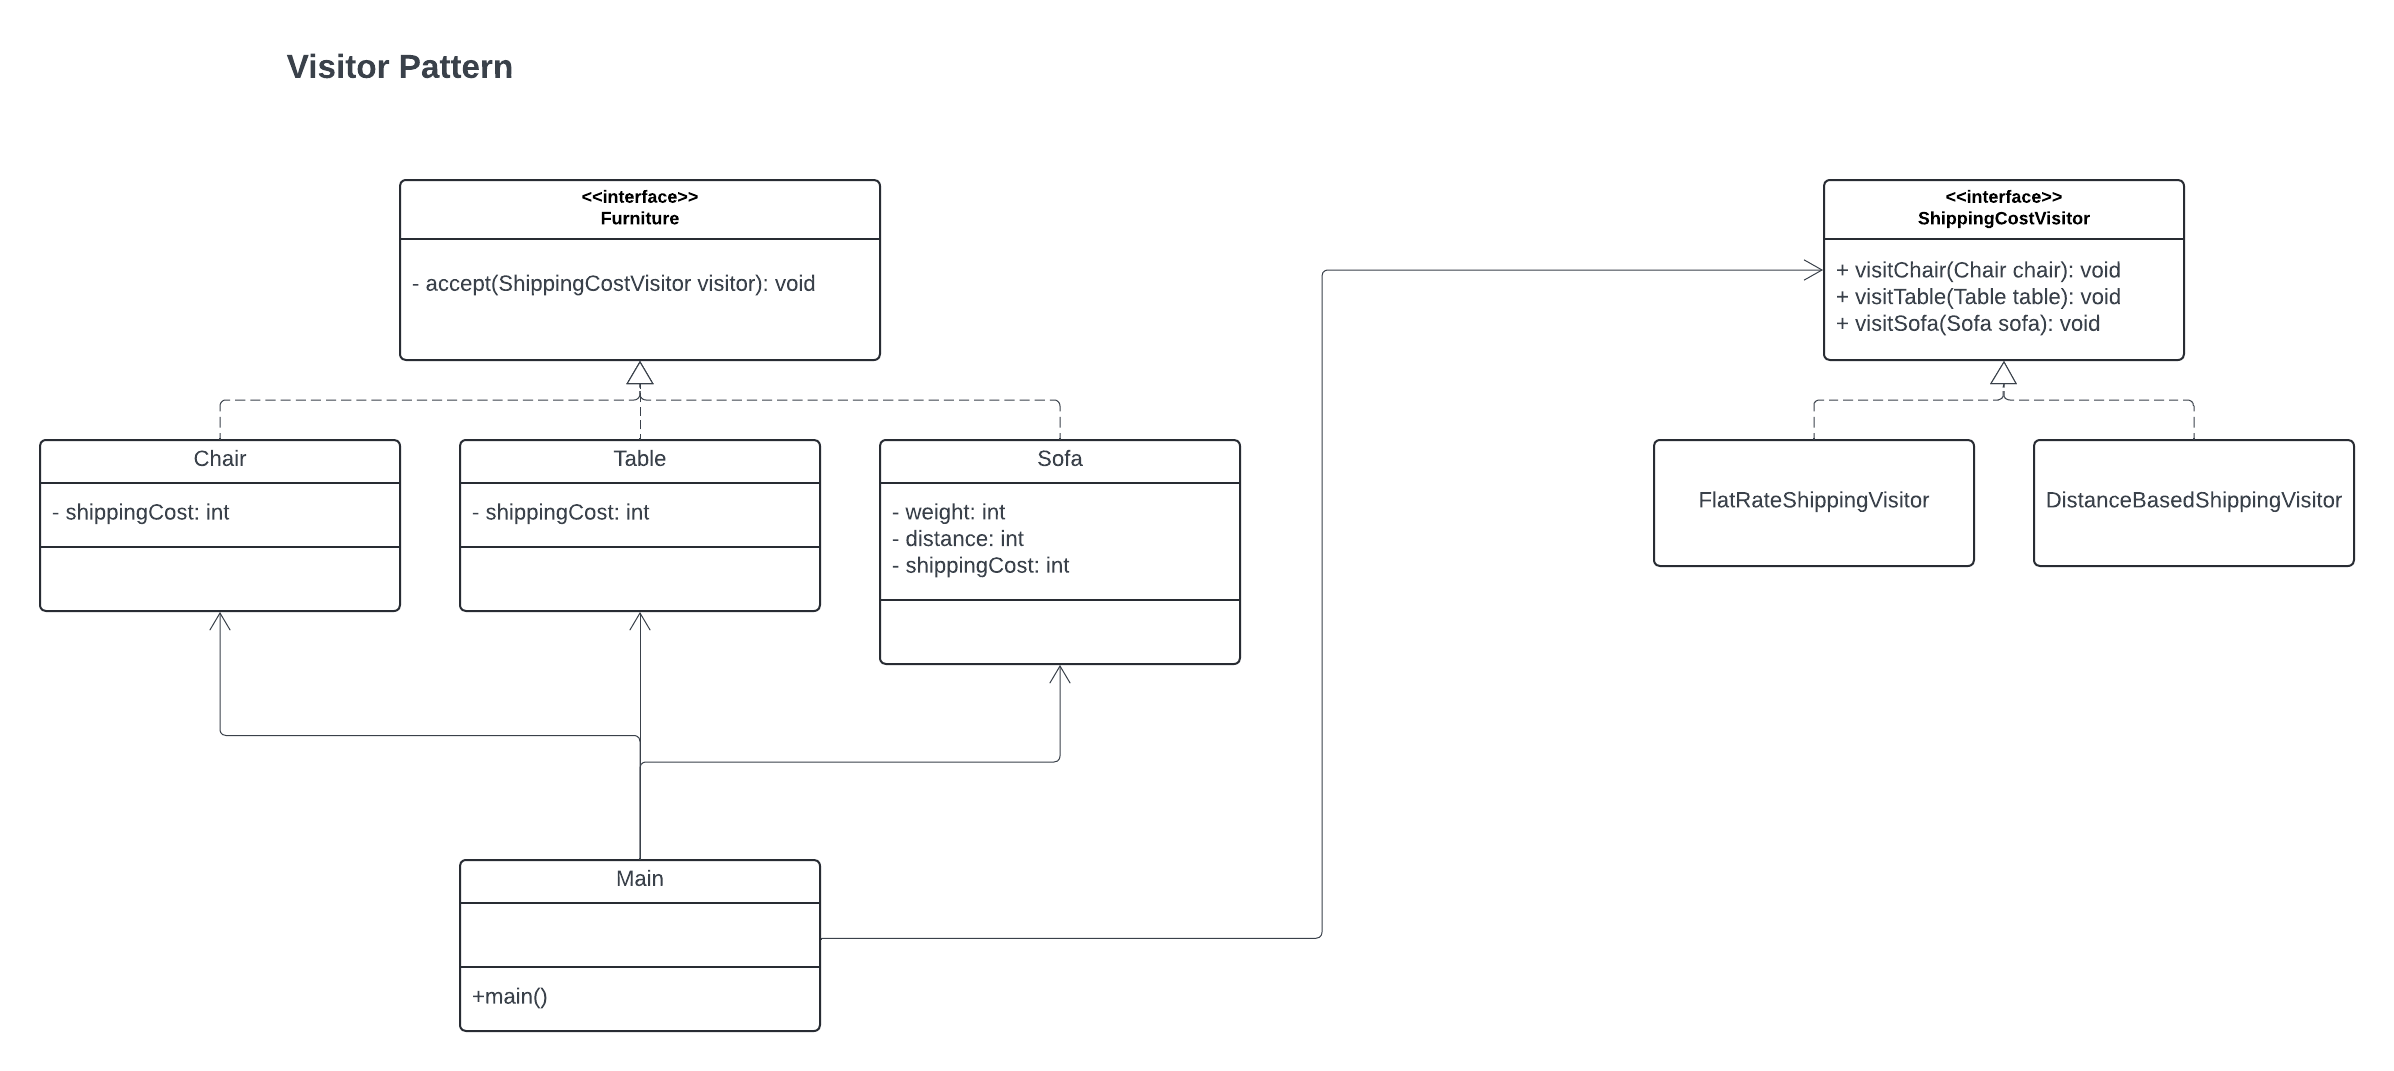 Visitor Pattern
<<interface>>
Furniture
- accept(ShippingCostVisitor visitor): void
<<interface>>
ShippingCostVisitor
+ visitChair(Chair chair): void
+ visitTable(Table table): void
+ visitSofa(Sofa sofa): void
Chair
- shippingCost: int
Table
- shippingCost: int
Sofa
- weight: int
- distance: int
- shippingCost: int
FlatRateShippingVisitor
DistanceBasedShippingVisitor
Main
+main()